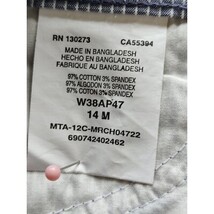 RN 130273 CA55394
MADE IN BANGLADESH
HECHO EN BANGLADESH
FABRIQUE AU BANGLADESH
97% COTTON 3% SPANDEX
97% ALGODON 3% SPANDEX
97% COTON 3% SPANDEX
W38AP47
14 M
MTA-12C-MRCH04722
690742402462